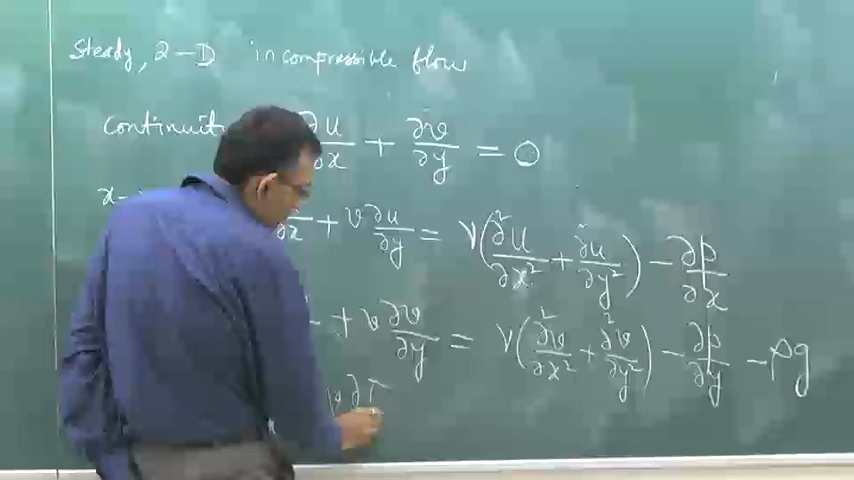 Steady, 2-D incompressible flow
continuit ∂u/∂x + ∂v/∂y = 0
x- ∂x + v ∂u/∂y = ν(∂²u/∂x² + ∂²u/∂y²) - ∂p/∂x
+ v ∂v/∂y = ν(∂²v/∂x² + ∂²v/∂y²) - ∂p/∂y - ρg
v ∂T